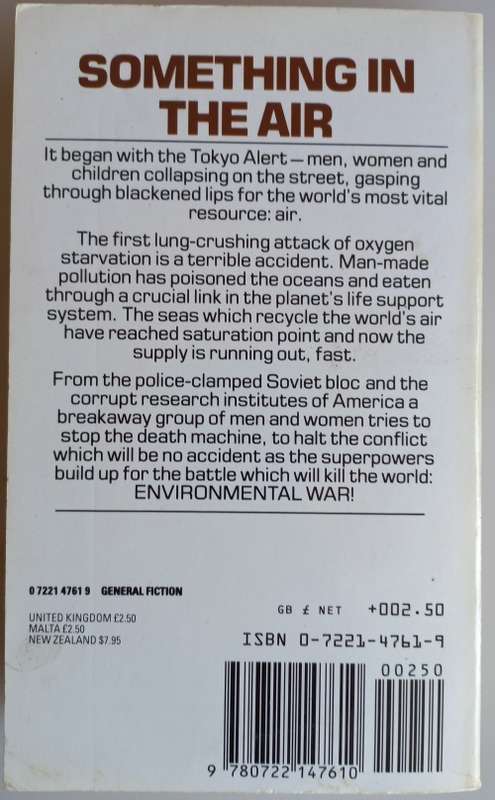 SOMETHING IN
THE AIR
It began with the Tokyo Alert – men, women and
children collapsing on the street, gasping
through blackened lips for the world's most vital
resource: air.
The first lung-crushing attack of oxygen
starvation is a terrible accident. Man-made
pollution has poisoned the oceans and eaten
through a crucial link in the planet's life support
system. The seas which recycle the world's air
have reached saturation point and now the
supply is running out, fast.
From the police-clamped Soviet bloc and the
corrupt research institutes of America a
breakaway group of men and women tries to
stop the death machine, to halt the conflict
which will be no accident as the superpowers
build up for the battle which will kill the world:
ENVIRONMENTAL WAR!
0 7221 4761 9 GENERAL FICTION
UNITED KINGDOM £2.50
MALTA £2.50
NEW ZEALAND $7.95
GB £ NET +002.50
ISBN 0-7221-4761-9
00250
9 780722 147610